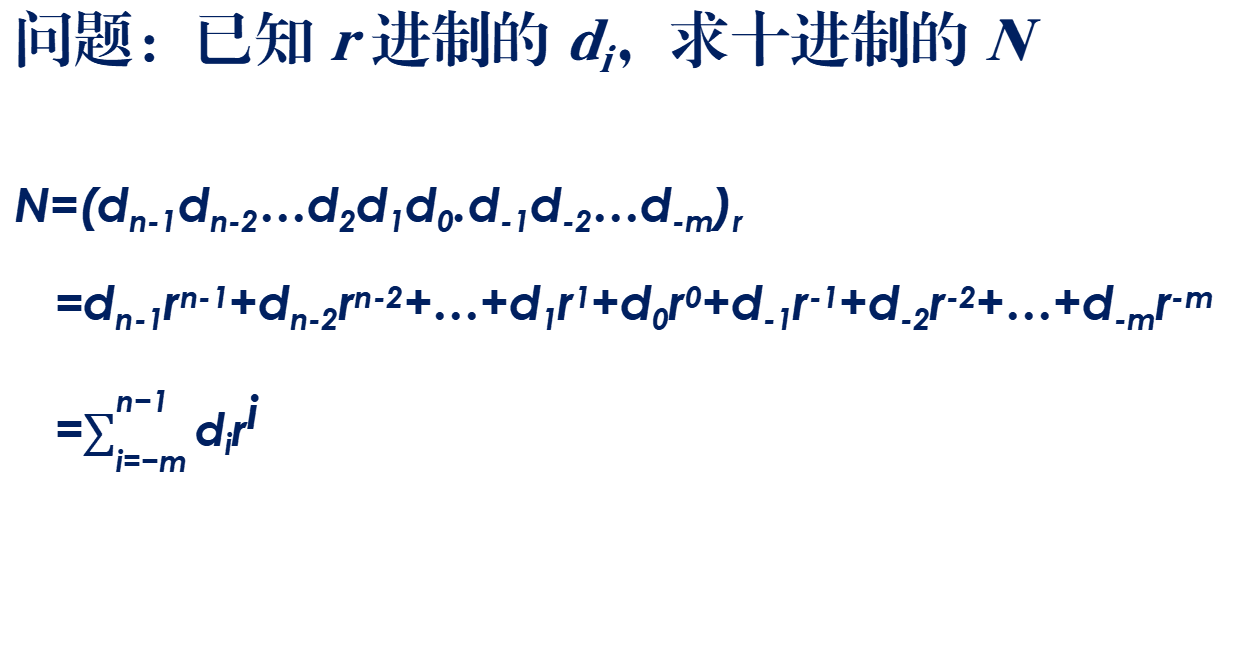 问题：已知 r 进制的 dᵢ，求十进制的 N
N=(dₙ₋₁dₙ₋₂…d₂d₁d₀.d₋₁d₋₂…d₋ₘ)ᵣ
=dₙ₋₁rⁿ⁻¹+dₙ₋₂rⁿ⁻²+…+d₁r¹+d₀r⁰+d₋₁r⁻¹+d₋₂r⁻²+…+d₋ₘr⁻ᵐ
=∑ᵢ₌₋ₘⁿ⁻¹ dᵢrⁱ